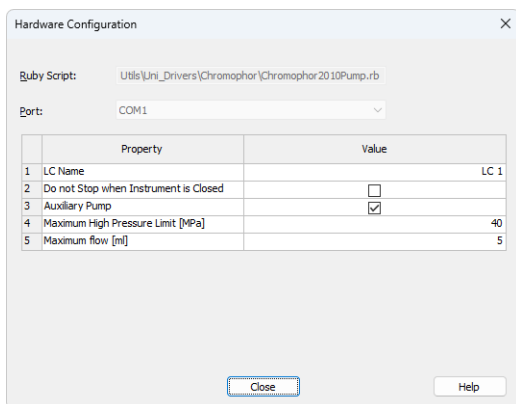 Hardware Configuration
Ruby Script: Utils\Uni_Drivers\Chromophor\Chromophor2010Pump.rb
Port: COM1
Property Value
1 LC Name LC 1
2 Do not Stop when Instrument is Closed
3 Auxiliary Pump
4 Maximum High Pressure Limit [MPa] 40
5 Maximum flow [ml] 5
Close Help